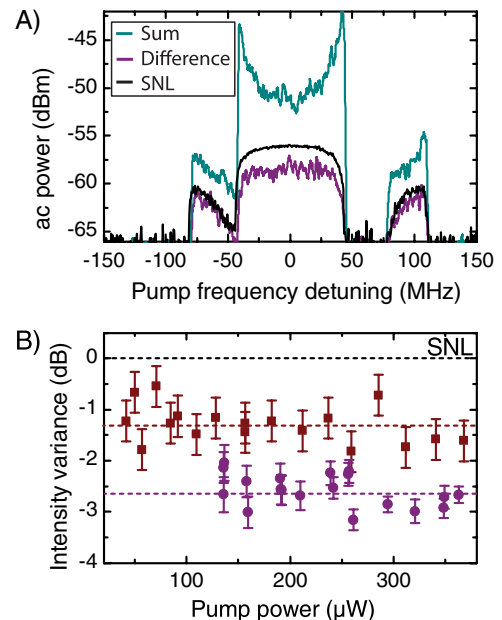 A)
Sum
Difference
SNL
-45
-50
-55
-60
-65
ac power (dBm)
-150 -100 -50 0 50 100 150
Pump frequency detuning (MHz)
B)
SNL
0
-1
-2
-3
-4
Intensity variance (dB)
100 200 300
Pump power (µW)